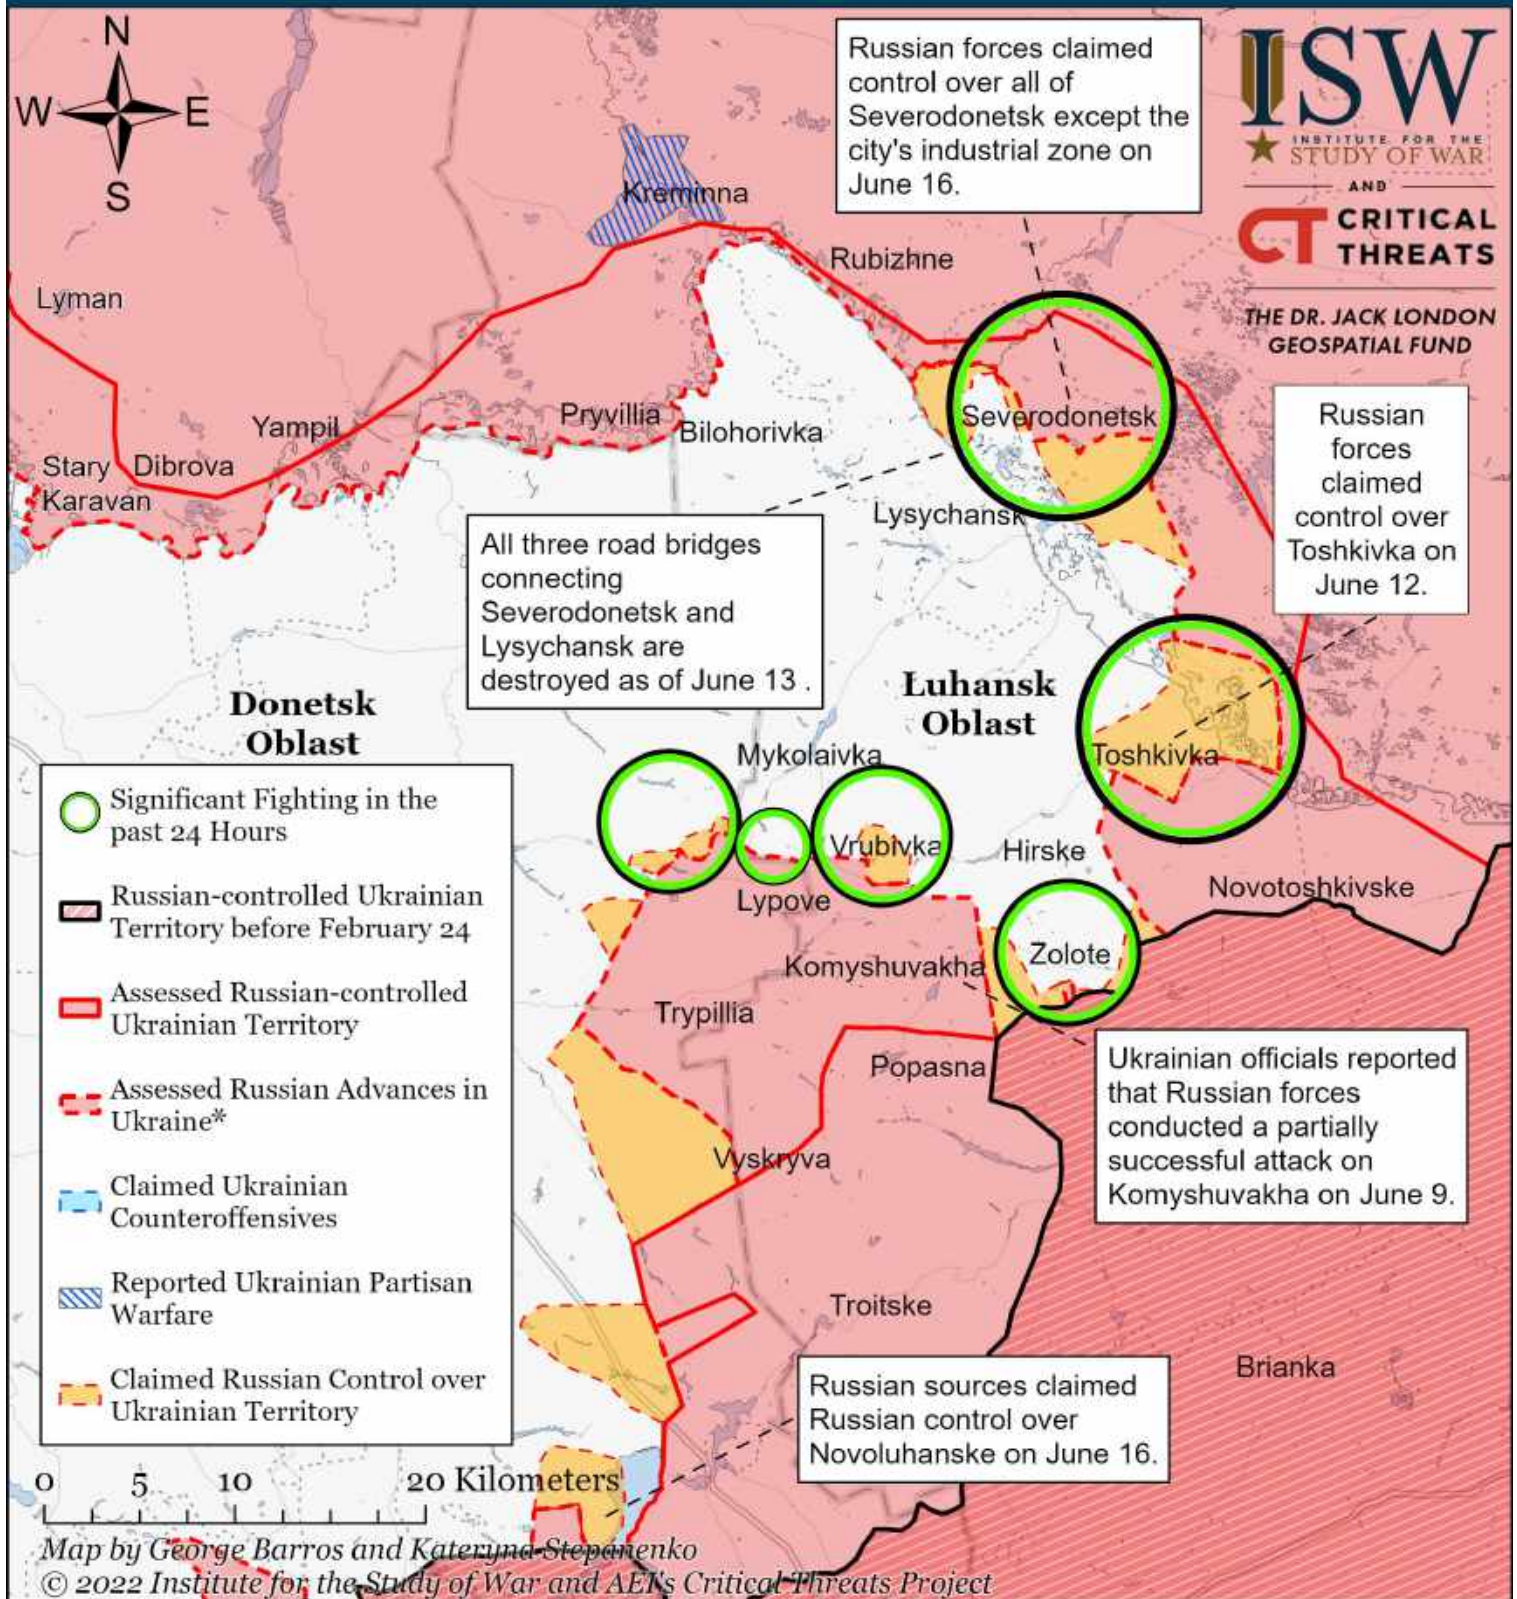 N
W
E
S
Russian forces claimed
control over all of
Severodonetsk except the
city's industrial zone on
June 16.
ISW
INSTITUTE FOR THE
STUDY OF WAR
AND
CT CRITICAL
THREATS
THE DR. JACK LONDON
GEOSPATIAL FUND
Kreminna
Rubizhne
Lyman
Severodonetsk
Yampil
Pryvillia
Bilohorivka
Stary
Karavan
Dibrova
Lysychansk
Russian
forces
claimed
control over
Toshkivka on
June 12.
All three road bridges
connecting
Severodonetsk and
Lysychansk are
destroyed as of June 13 .
Donetsk
Oblast
Luhansk
Oblast
Toshkivka
Mykolaivka
Vrubivka
Hirske
Lypove
Novotoshkivske
Zolote
Komyshuvakha
Trypillia
Popasna
Ukrainian officials reported
that Russian forces
conducted a partially
successful attack on
Komyshuvakha on June 9.
Vyskryva
Troitske
Brianka
Russian sources claimed
Russian control over
Novoluhanske on June 16.
Significant Fighting in the
past 24 Hours
Russian-controlled Ukrainian
Territory before February 24
Assessed Russian-controlled
Ukrainian Territory
Assessed Russian Advances in
Ukraine*
Claimed Ukrainian
Counteroffensives
Reported Ukrainian Partisan
Warfare
Claimed Russian Control over
Ukrainian Territory
0 5 10 20 Kilometers
Map by George Barros and Kateryna Stepanenko
© 2022 Institute for the Study of War and AEI's Critical Threats Project